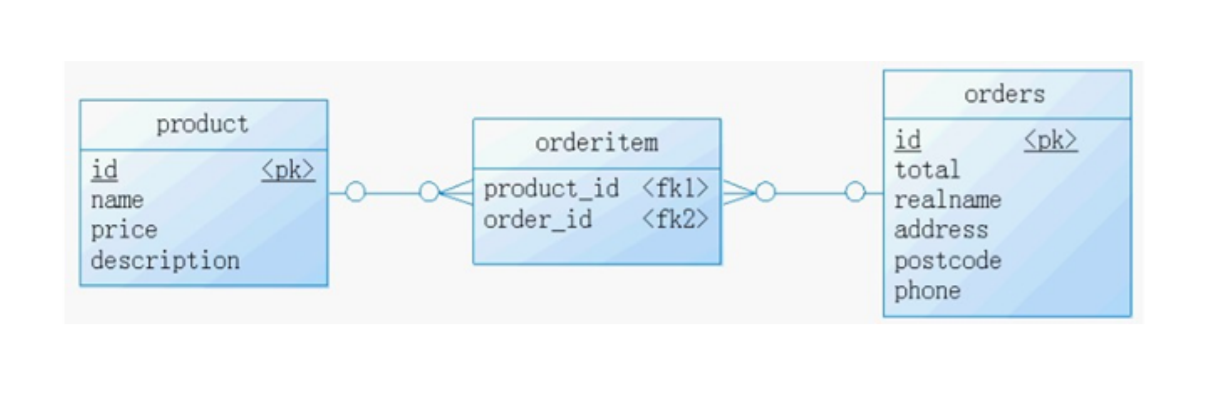 product
id <pk>
name
price
description
orderitem
product_id <fk1>
order_id <fk2>
orders
id <pk>
total
realname
address
postcode
phone